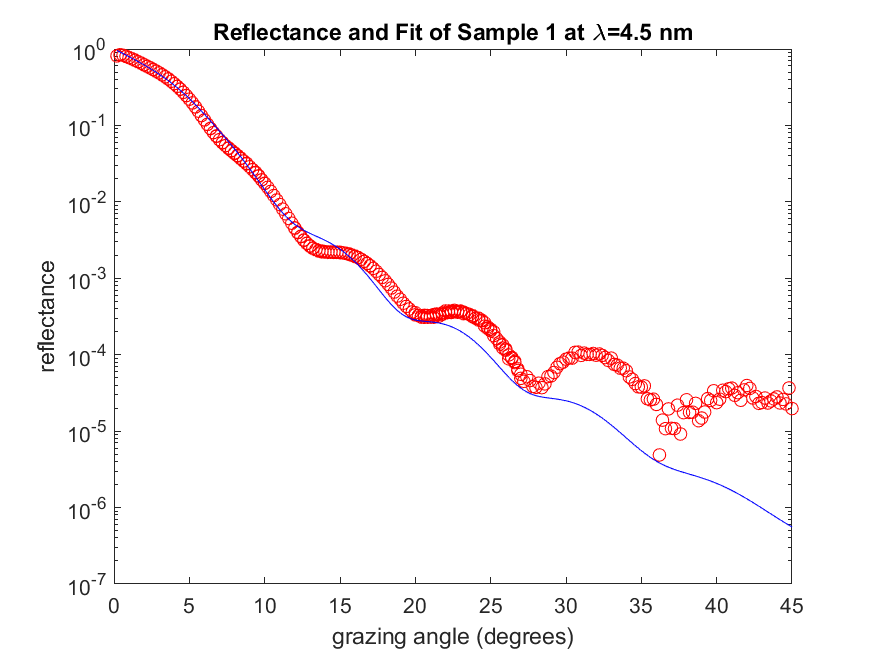 Reflectance and Fit of Sample 1 at λ=4.5 nm
10^0
10^-1
10^-2
10^-3
10^-4
10^-5
10^-6
10^-7
reflectance
0 5 10 15 20 25 30 35 40 45
grazing angle (degrees)